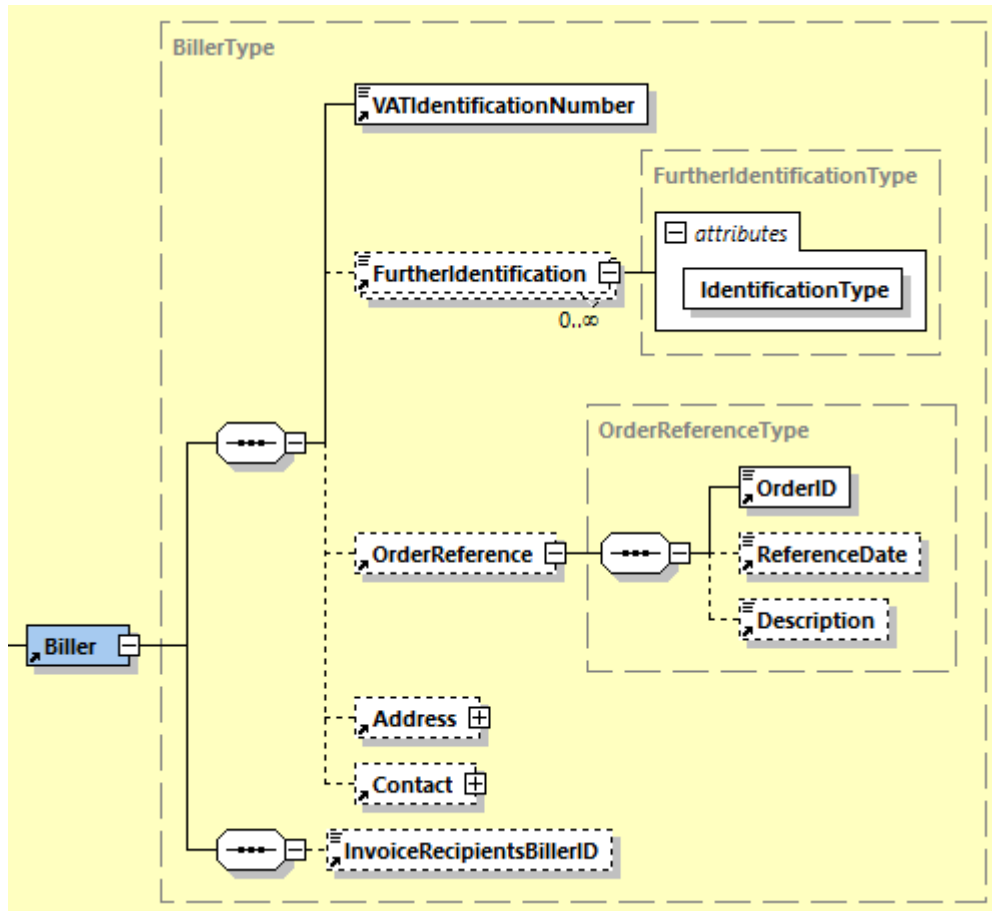 BillerType
VATIdentificationNumber
FurtherIdentificationType
attributes
FurtherIdentification
IdentificationType
0..∞
OrderReferenceType
OrderID
OrderReference
ReferenceDate
Description
Biller
Address
Contact
InvoiceRecipientsBillerID